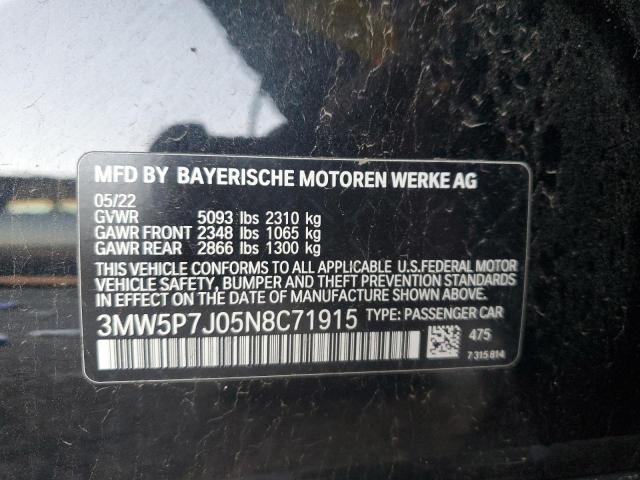 MFD BY BAYERISCHE MOTOREN WERKE AG
05/22
GVWR 5093 lbs 2310 kg
GAWR FRONT 2348 lbs 1065 kg
GAWR REAR 2866 lbs 1300 kg
THIS VEHICLE CONFORMS TO ALL APPLICABLE U.S.FEDERAL MOTOR
VEHICLE SAFETY, BUMPER AND THEFT PREVENTION STANDARDS
IN EFFECT ON THE DATE OF MANUFACTURE SHOWN ABOVE.
3MW5P7J05N8C71915 TYPE: PASSENGER CAR
475
7 315 814